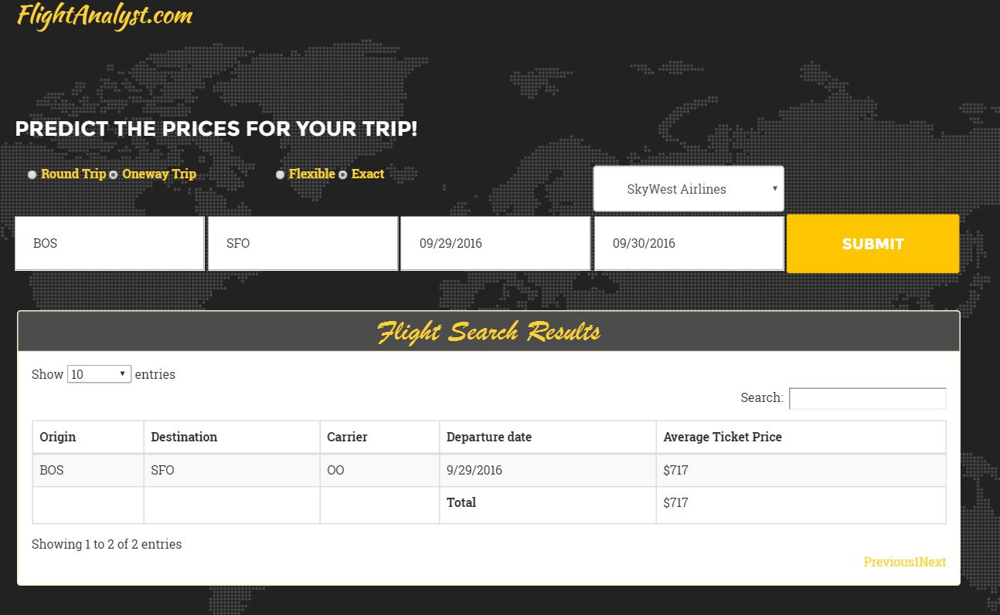 FlightAnalyst.com
PREDICT THE PRICES FOR YOUR TRIP!
Round Trip Oneway Trip Flexible Exact
SkyWest Airlines
BOS SFO 09/29/2016 09/30/2016 SUBMIT
Flight Search Results
Show 10 entries
Search:
Origin Destination Carrier Departure date Average Ticket Price
BOS SFO OO 9/29/2016 $717
Total $717
Showing 1 to 2 of 2 entries
Previous1Next